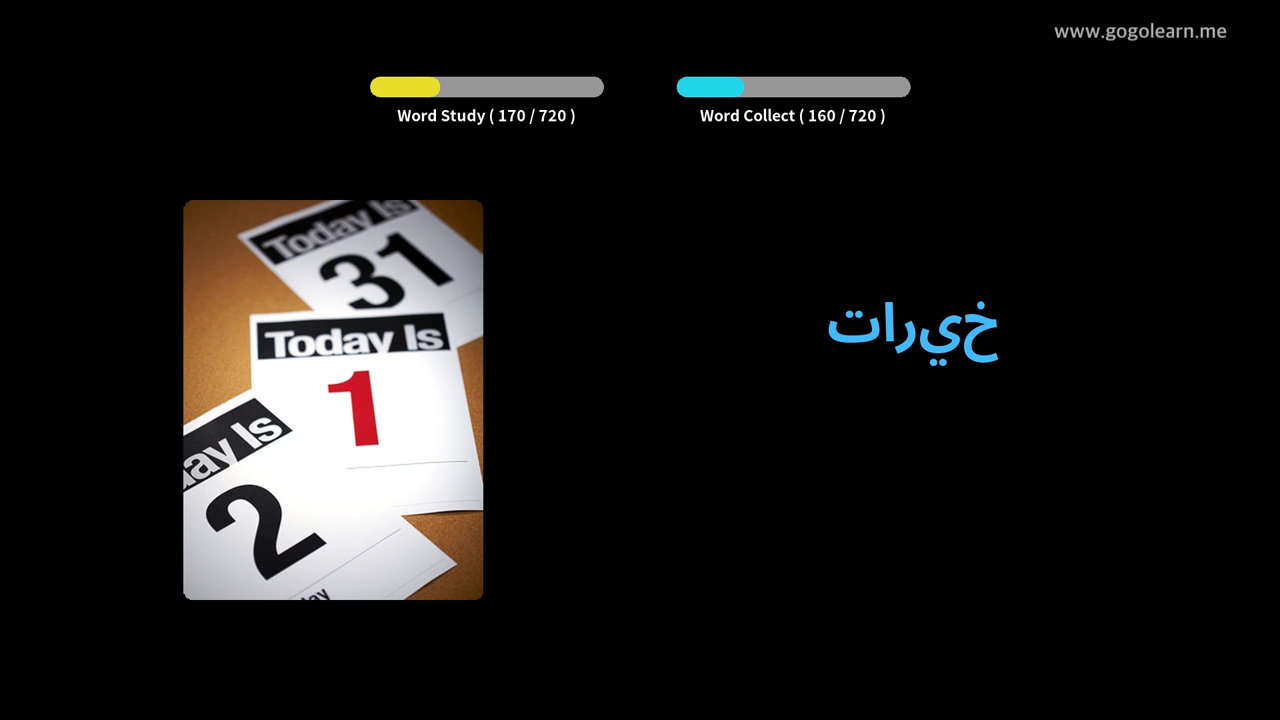 www.gogolearn.me
Word Study ( 170 / 720 )
Word Collect ( 160 / 720 )
Today Is
31
Today Is
1
ay Is
2
ay
خيرات